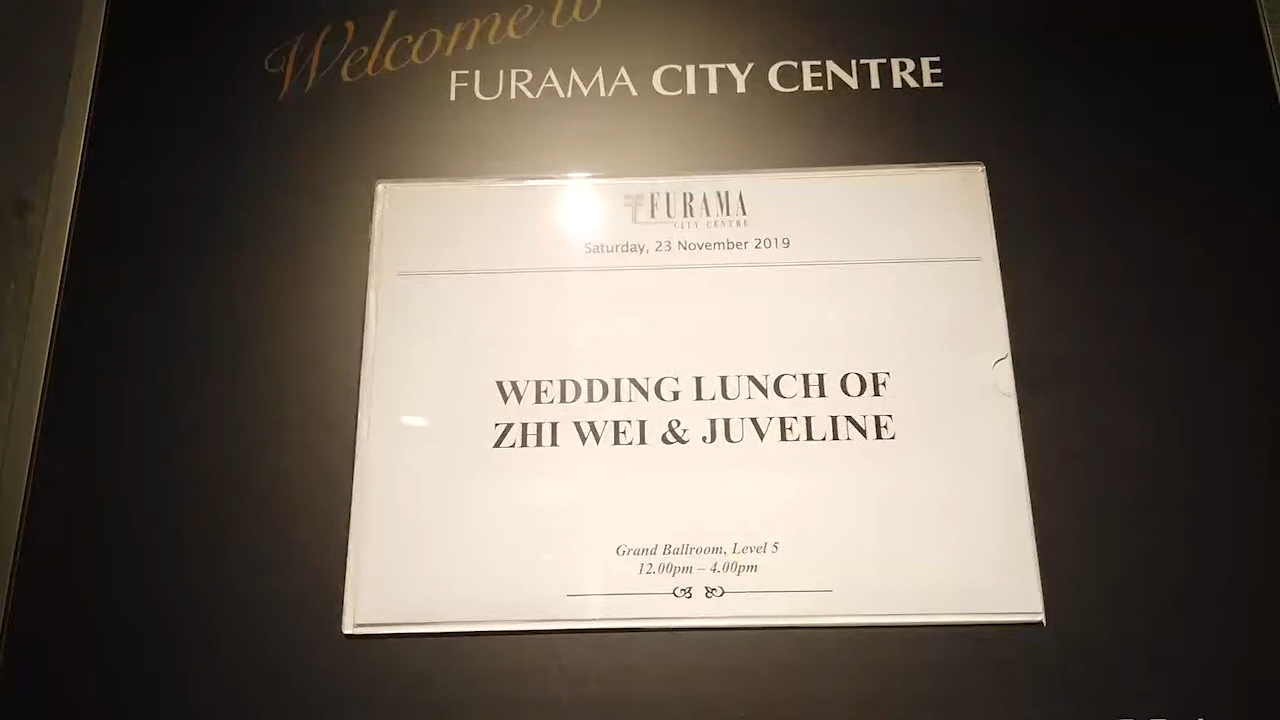 Welcome to
FURAMA CITY CENTRE
FURAMA
CITY CENTRE
Saturday, 23 November 2019
WEDDING LUNCH OF
ZHI WEI & JUVELINE
Grand Ballroom, Level 5
12.00pm – 4.00pm